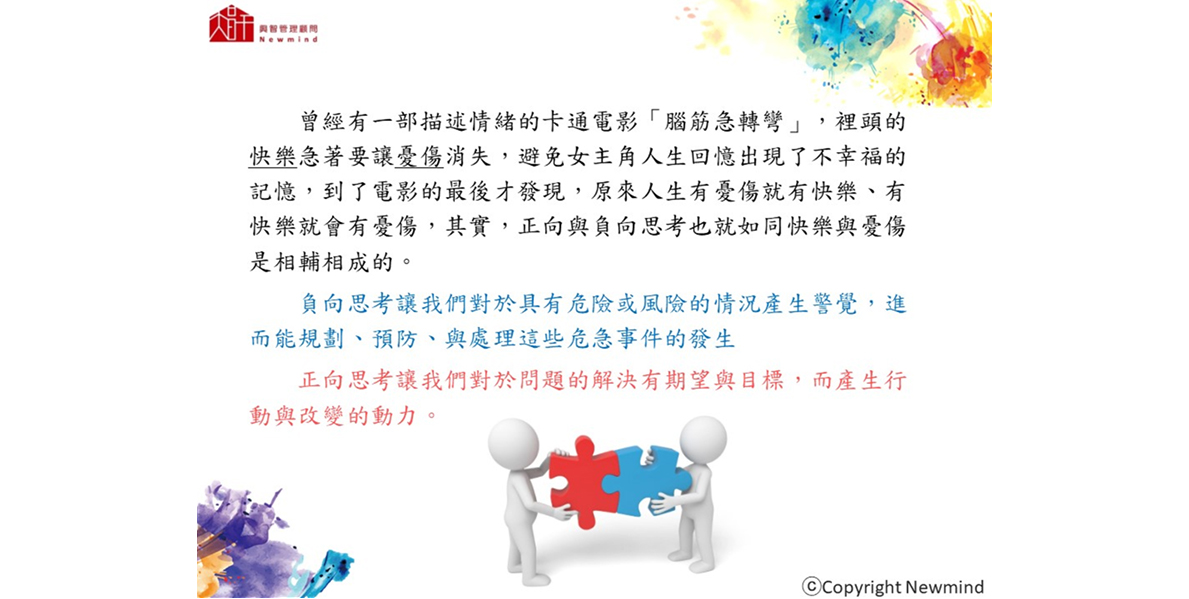 興智管理顧問
Newmind
曾經有一部描述情緒的卡通電影「腦筋急轉彎」，裡頭的
快樂急著要讓憂傷消失，避免女主角人生回憶出現了不幸福的
記憶，到了電影的最後才發現，原來人生有憂傷就有快樂、有
快樂就會有憂傷，其實，正向與負向思考也就如同快樂與憂傷
是相輔相成的。
負向思考讓我們對於具有危險或風險的情況產生警覺，進
而能規劃、預防、與處理這些危急事件的發生
正向思考讓我們對於問題的解決有期望與目標，而產生行
動與改變的動力。
ⓒCopyright Newmind